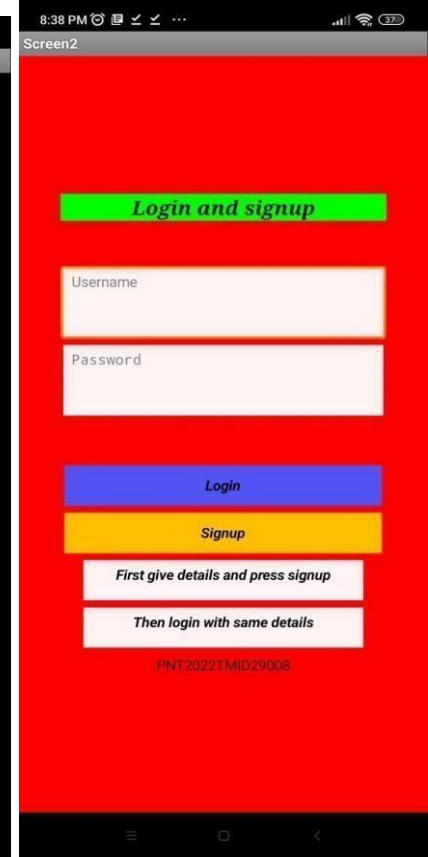 8:38 PM
37
Screen2
Login and signup
Username
Password
Login
Signup
First give details and press signup
Then login with same details
PNT2022TMID29008